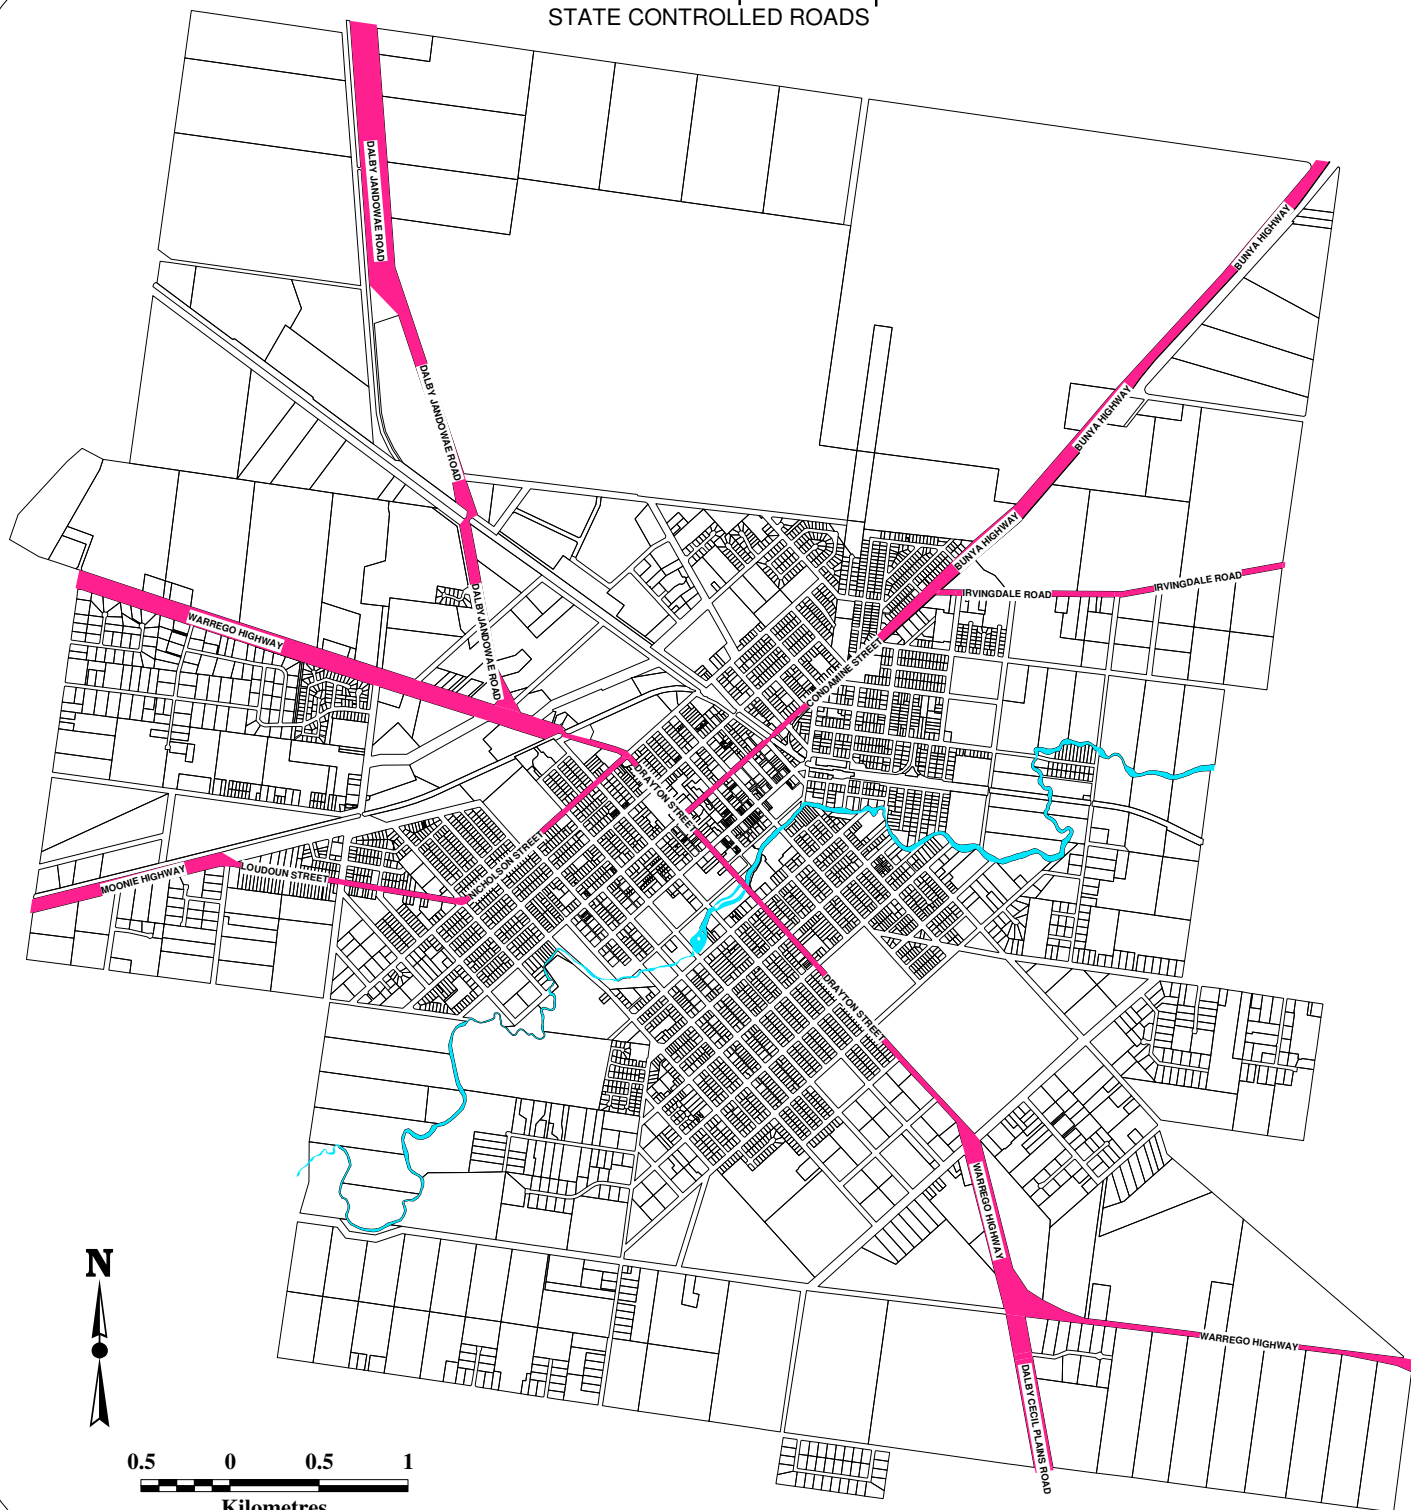 STATE CONTROLLED ROADS
DALBY JANDOWAE ROAD
BUNYA HIGHWAY
DALBY JANDOWAE ROAD
BUNYA HIGHWAY
BUNYA HIGHWAY
IRVINGDALE ROAD
IRVINGDALE ROAD
WARREGO HIGHWAY
DALBY JANDOWAE ROAD
CONDAMINE STREET
DRAYTON STREET
NICHOLSON STREET
LOUDOUN STREET
MOONIE HIGHWAY
DRAYTON STREET
WARREGO HIGHWAY
WARREGO HIGHWAY
DALBY CECIL PLAINS ROAD
N
0.5 0 0.5 1
Kilometres